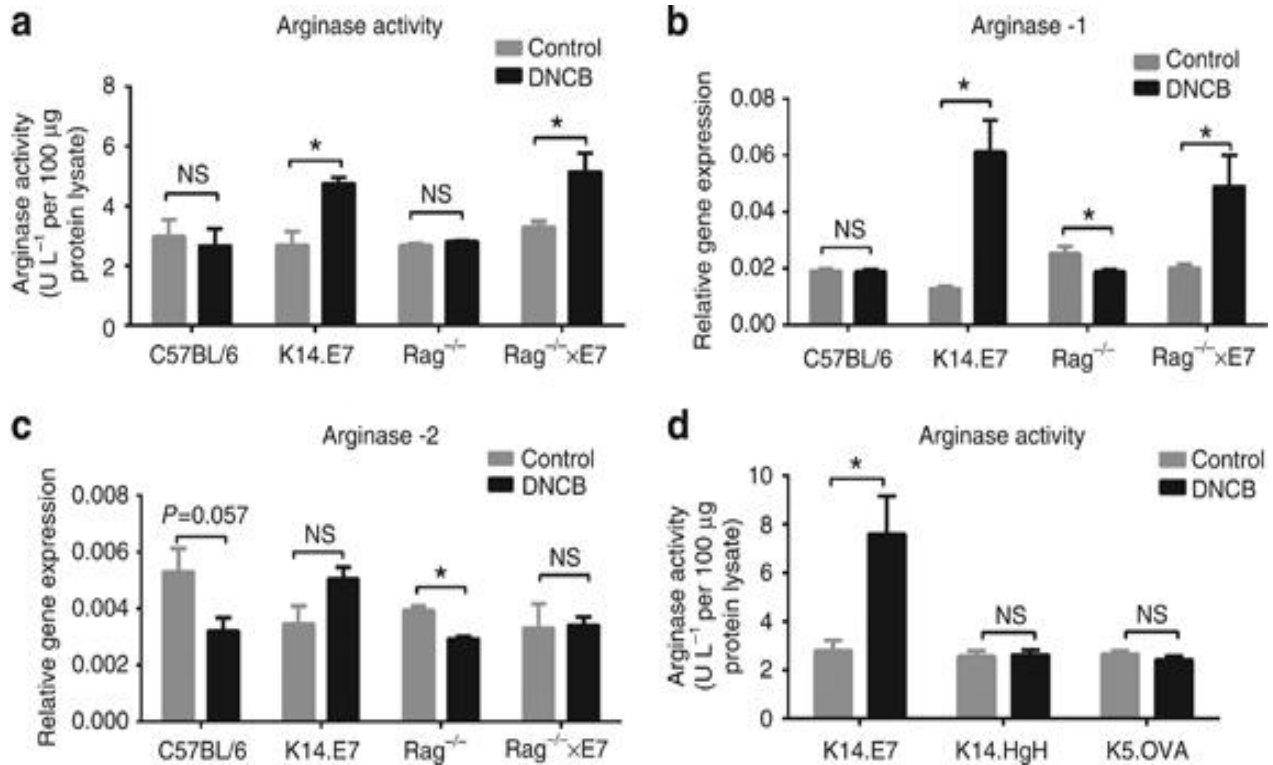 a
Arginase activity
Control
DNCB
Arginase activity
(U L⁻¹ per 100 µg
protein lysate)
8
6
4
2
0
NS
*
NS
*
C57BL/6
K14.E7
Rag⁻/⁻
Rag⁻/⁻×E7
b
Arginase -1
Control
DNCB
Relative gene expression
0.08
0.06
0.04
0.02
0.00
NS
*
*
*
C57BL/6
K14.E7
Rag⁻/⁻
Rag⁻/⁻×E7
c
Arginase -2
Control
DNCB
Relative gene expression
0.008
0.006
0.004
0.002
0.000
P=0.057
NS
*
NS
C57BL/6
K14.E7
Rag⁻/⁻
Rag⁻/⁻×E7
d
Arginase activity
Control
DNCB
Arginase activity
(U L⁻¹ per 100 µg
protein lysate)
10
8
6
4
2
0
*
NS
NS
K14.E7
K14.HgH
K5.OVA